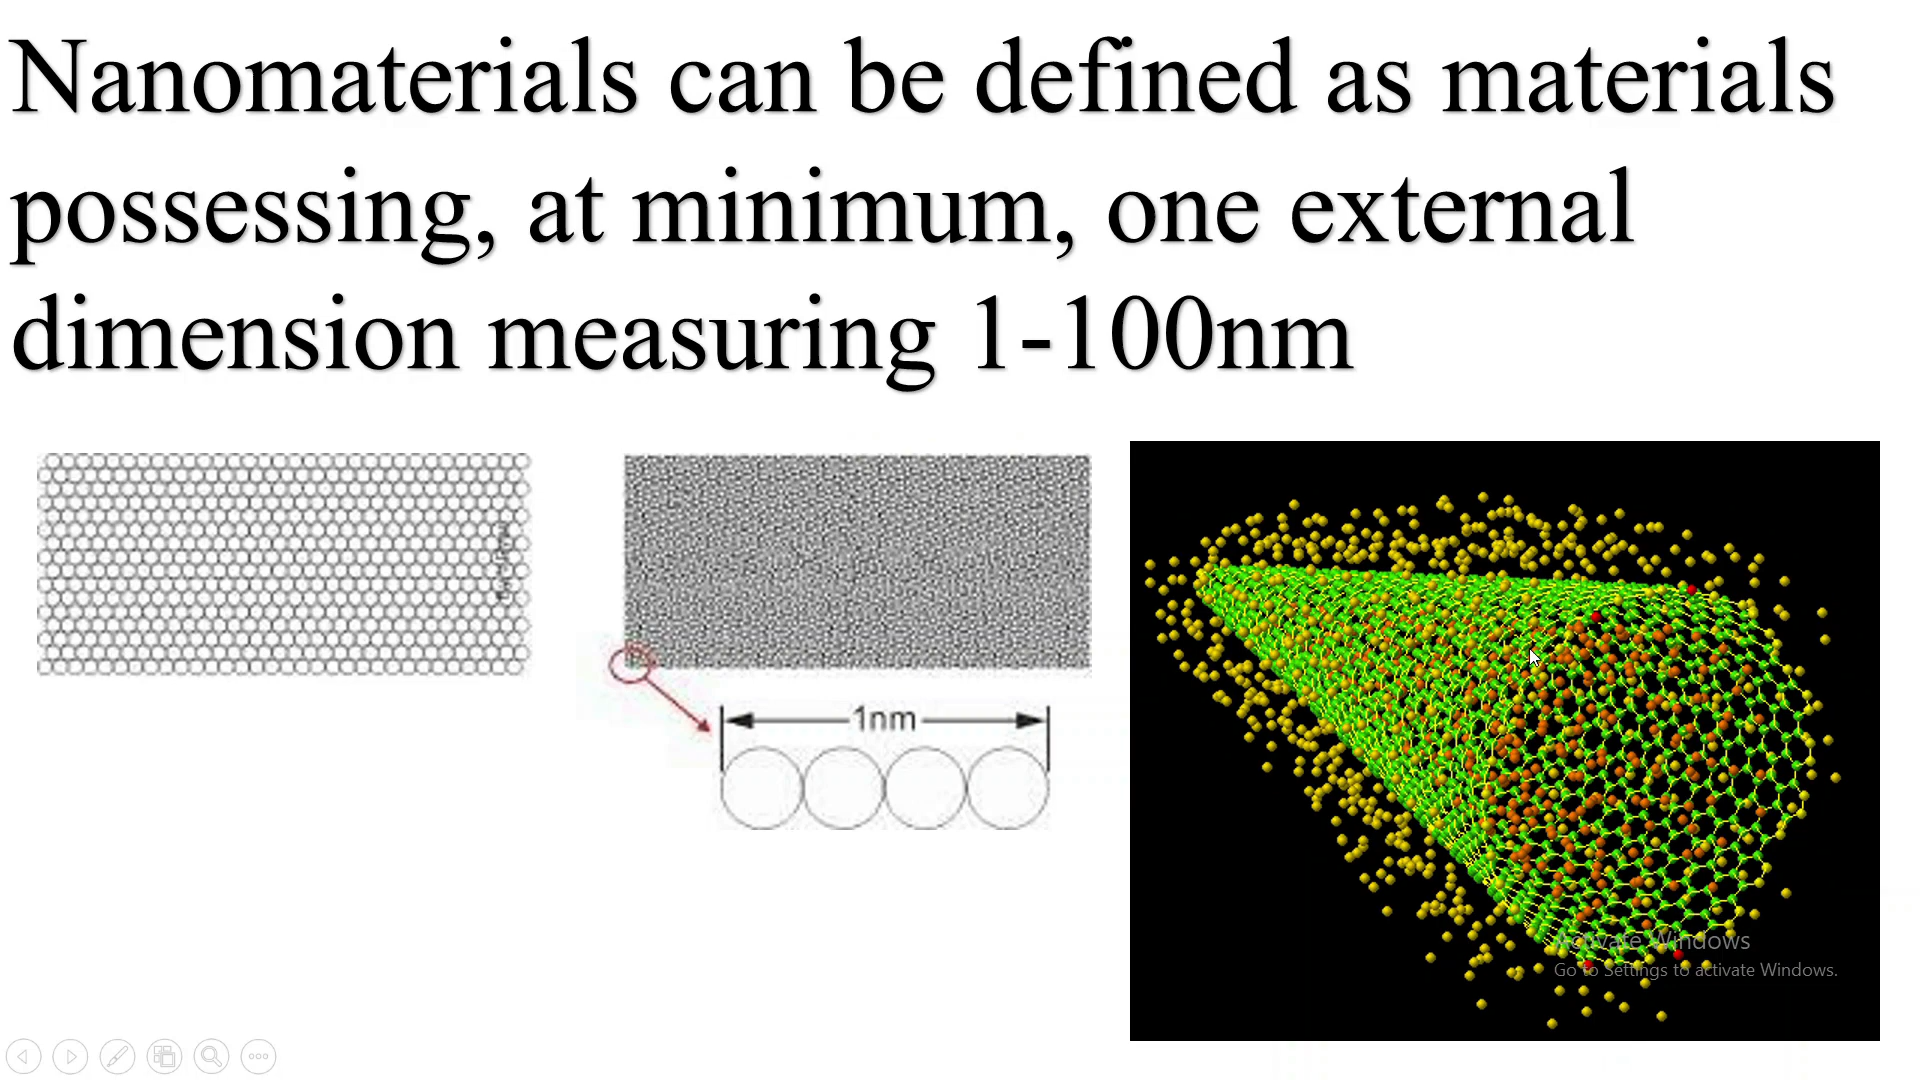 Nanomaterials can be defined as materials
possessing, at minimum, one external
dimension measuring 1-100nm
1nm
Activate Windows
Go to Settings to activate Windows.